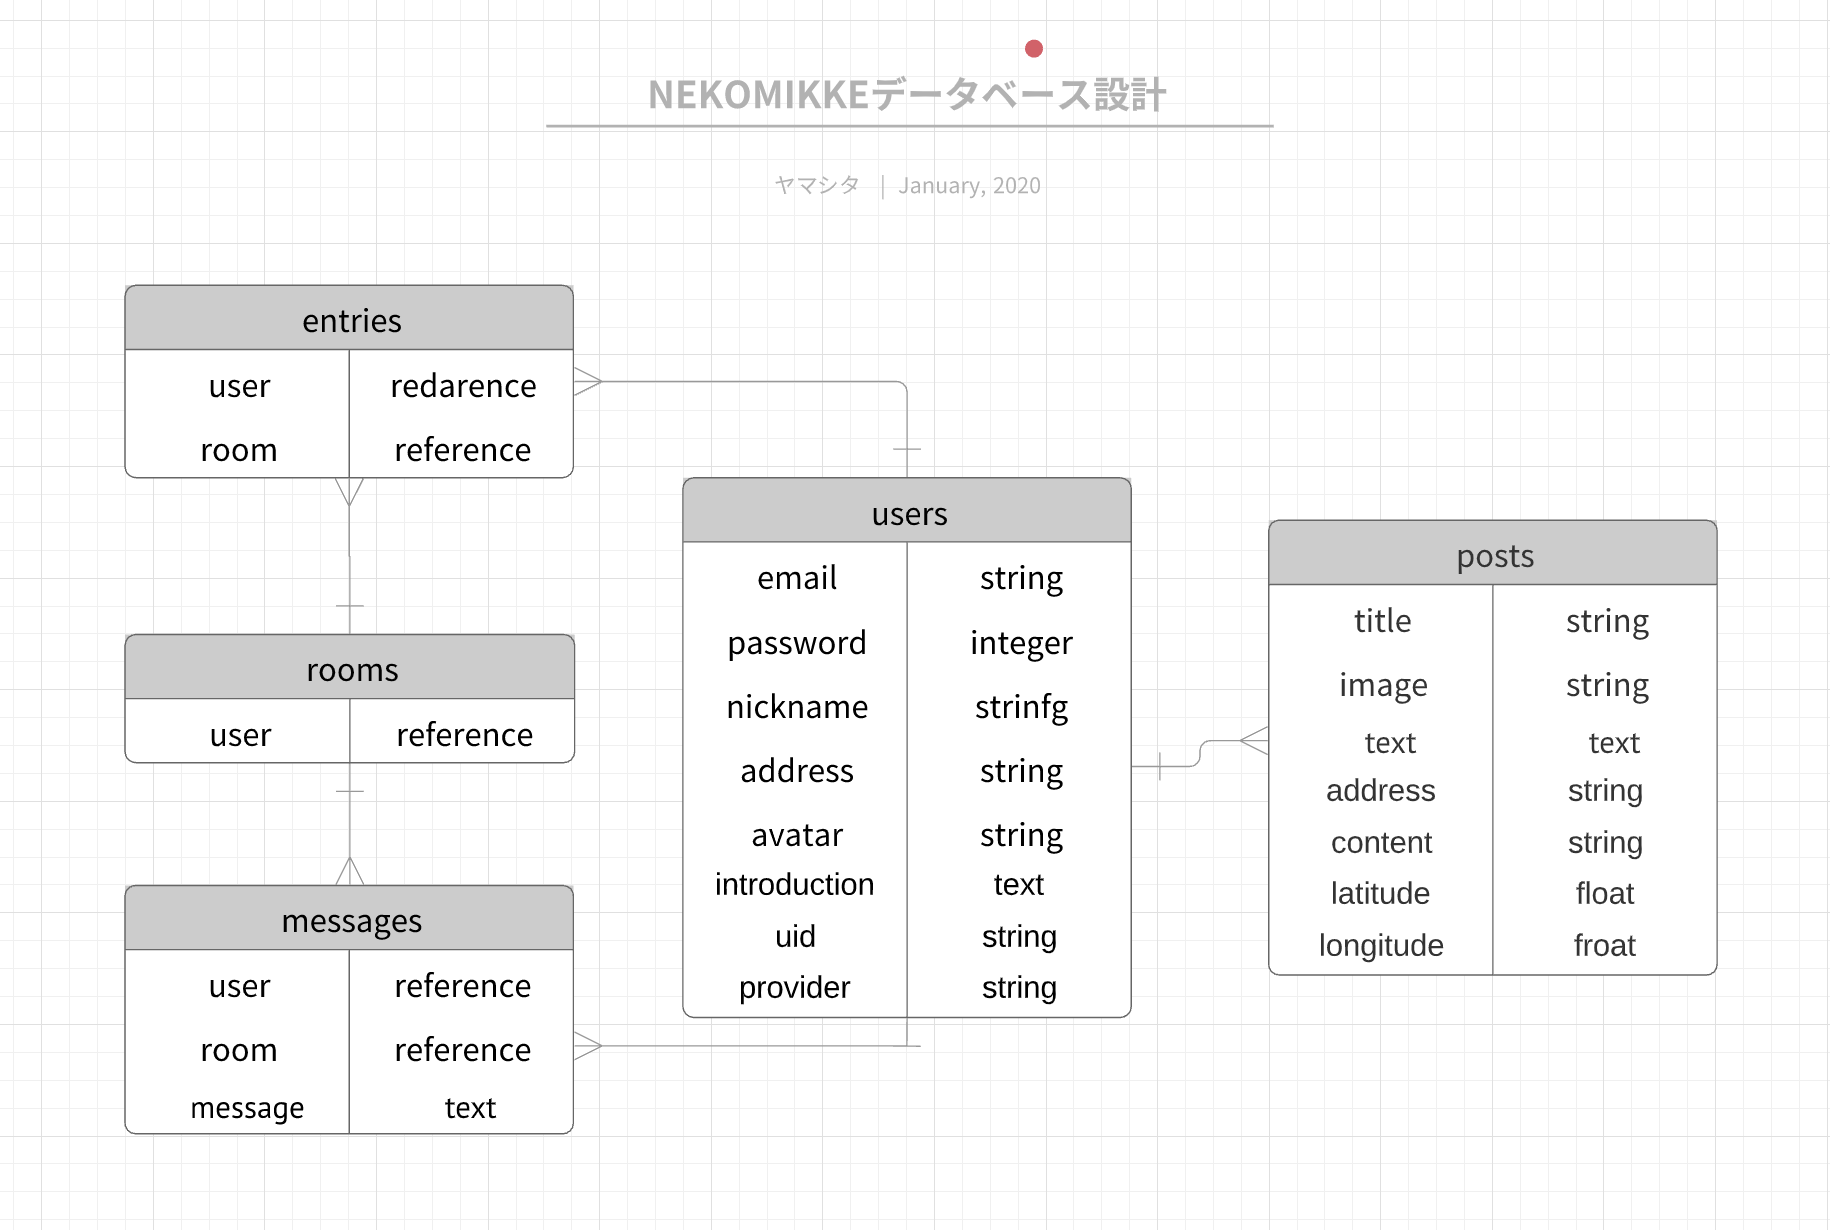 NEKOMIKKEデータベース設計
ヤマシタ | January, 2020
entries
user redarence
room reference
rooms
user reference
messages
user reference
room reference
message text
users
email string
password integer
nickname strinfg
address string
avatar string
introduction text
uid string
provider string
posts
title string
image string
text text
address string
content string
latitude float
longitude froat